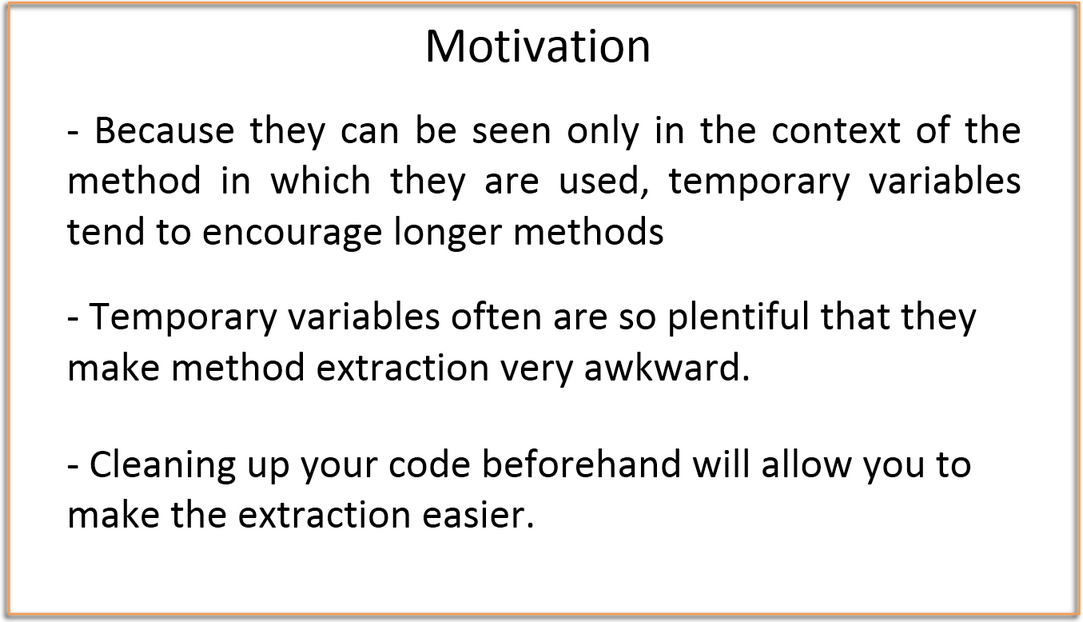 Motivation
- Because they can be seen only in the context of the
method in which they are used, temporary variables
tend to encourage longer methods
- Temporary variables often are so plentiful that they
make method extraction very awkward.
- Cleaning up your code beforehand will allow you to
make the extraction easier.